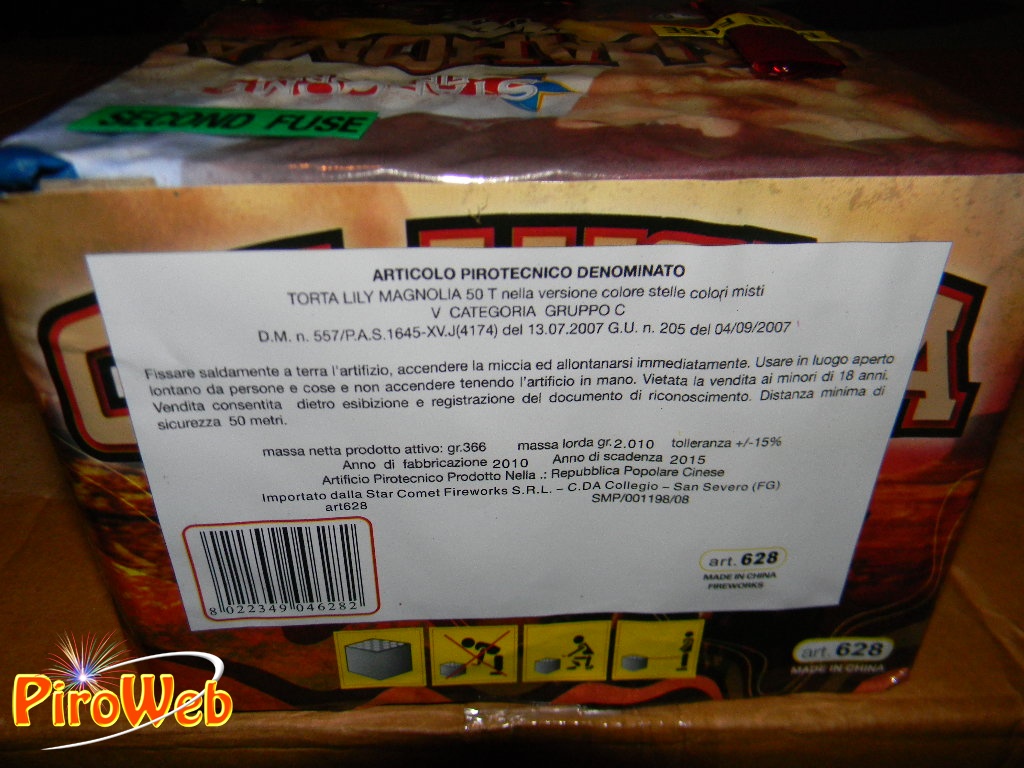 SECOND FUSE
ARTICOLO PIROTECNICO DENOMINATO
TORTA LILY MAGNOLIA 50 T nella versione colore stelle colori misti
V CATEGORIA GRUPPO C
D.M. n. 557/P.A.S.1645-XV.J(4174) del 13.07.2007 G.U. n. 205 del 04/09/2007
Fissare saldamente a terra l'artifizio, accendere la miccia ed allontanarsi immediatamente. Usare in luogo aperto
lontano da persone e cose e non accendere tenendo l'artificio in mano. Vietata la vendita ai minori di 18 anni.
Vendita consentita dietro esibizione e registrazione del documento di riconoscimento. Distanza minima di
sicurezza 50 metri.
massa netta prodotto attivo: gr.366 massa lorda gr.2.010 tolleranza +/-15%
Anno di fabbricazione 2010 Anno di scadenza 2015
Artificio Pirotecnico Prodotto Nella .: Repubblica Popolare Cinese
Importato dalla Star Comet Fireworks S.R.L. – C.DA Collegio – San Severo (FG)
art628 SMP/001198/08
8 022349 046282
art. 628
MADE IN CHINA
FIREWORKS
art. 628
MADE IN CHINA
PiroWeb